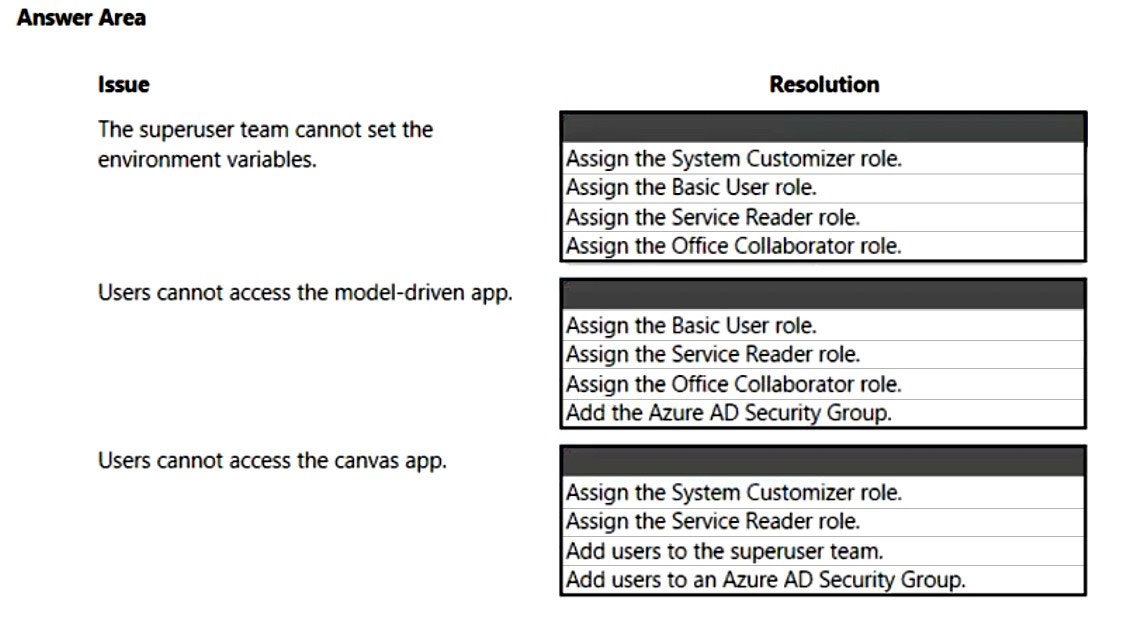 Answer Area
Issue
Resolution
The superuser team cannot set the
environment variables.
Assign the System Customizer role.
Assign the Basic User role.
Assign the Service Reader role.
Assign the Office Collaborator role.
Users cannot access the model-driven app.
Assign the Basic User role.
Assign the Service Reader role.
Assign the Office Collaborator role.
Add the Azure AD Security Group.
Users cannot access the canvas app.
Assign the System Customizer role.
Assign the Service Reader role.
Add users to the superuser team.
Add users to an Azure AD Security Group.